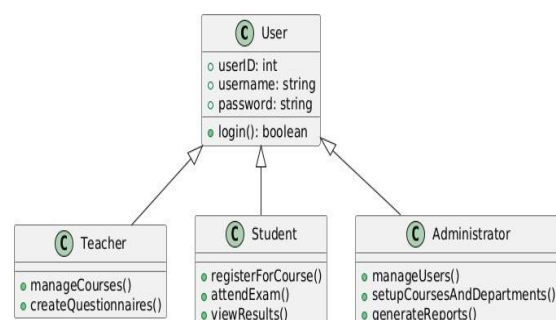 C User
userID: int
username: string
password: string
login(): boolean
C Teacher
manageCourses()
createQuestionnaires()
C Student
registerForCourse()
attendExam()
viewResults()
C Administrator
manageUsers()
setupCoursesAndDepartments()
generateReports()